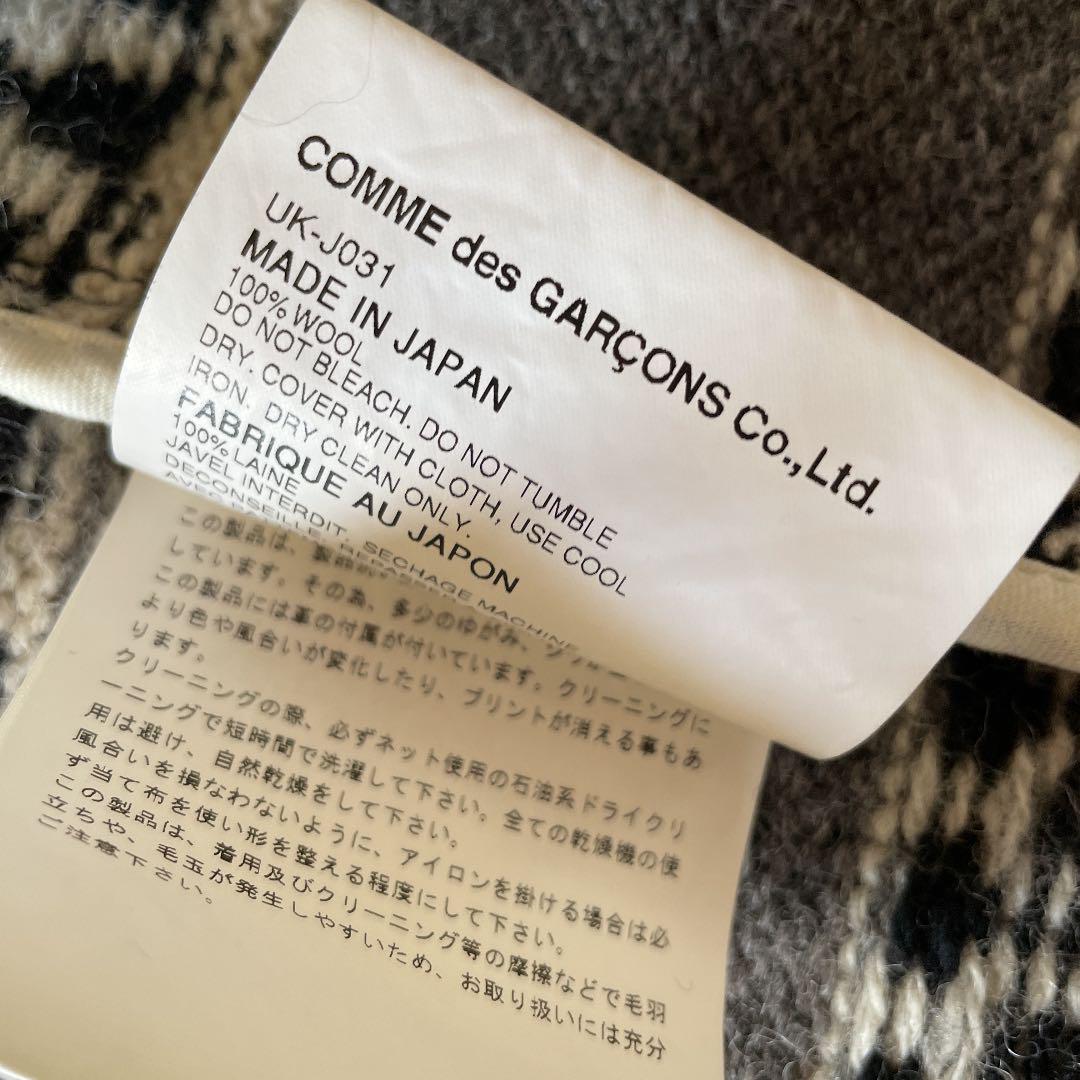 COMME des GARÇONS Co.,Ltd.
UK-J031
MADE IN JAPAN
100% WOOL
DO NOT BLEACH. DO NOT TUMBLE
DRY. COVER WITH CLOTH, USE COOL
IRON. DRY CLEAN ONLY.
FABRIQUE AU JAPON
100% LAINE
JAVEL INTERDIT. SECHAGE MACHINE
DECONSEILLE. REPASSER
AVEC
この製品は、製品
しています。その為、多少のゆがみ、
この製品には革の付属が付いています。クリーニングに
より色や風合いが変化したり、プリントが消える事もあ
ります。
クリーニングの際、必ずネット使用の石油系ドライクリ
ーニングで短時間で洗濯して下さい。全ての乾燥機の使
用は避け、自然乾燥をして下さい。
風合いを損なわないように、アイロンを掛ける場合は必
ず当て布を使い形を整える程度にして下さい。
この製品は、着用及びクリーニング等の摩擦などで毛羽
立ちや、毛玉が発生しやすいため、お取り扱いには充分
ご注意下さい。